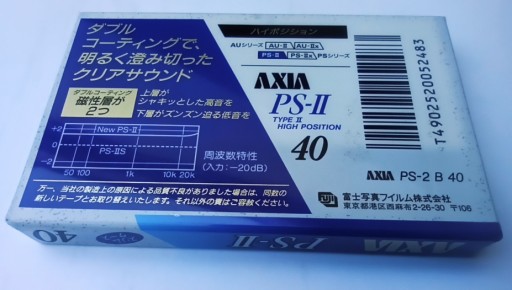 ダブル
コーティングで、
明るく澄み切った
クリアサウンド
ダブルコーティング
磁性層が
2つ
上層が
シャキッとした高音を
下層がズンズン迫る低音を
+2
0
−2
New PS-II
PS-IIS
50 100 1k 10k 20k
周波数特性
(入力:−20dB)
万一、当社の製造上の原因による品質不良がありました場合は、同数の
新しいテープとお取り替えいたします。それ以外の責はご容赦ください。
ハイポジション
AUシリーズ AU-II AU-IIx
PS-II PS-IIx PSシリーズ
AXIA
PS-II
TYPE II
HIGH POSITION
40
T4902520052483
AXIA PS-2 B 40
富士写真フイルム株式会社
東京都港区西麻布2-26-30 〒106
40
PS-II
AXIA